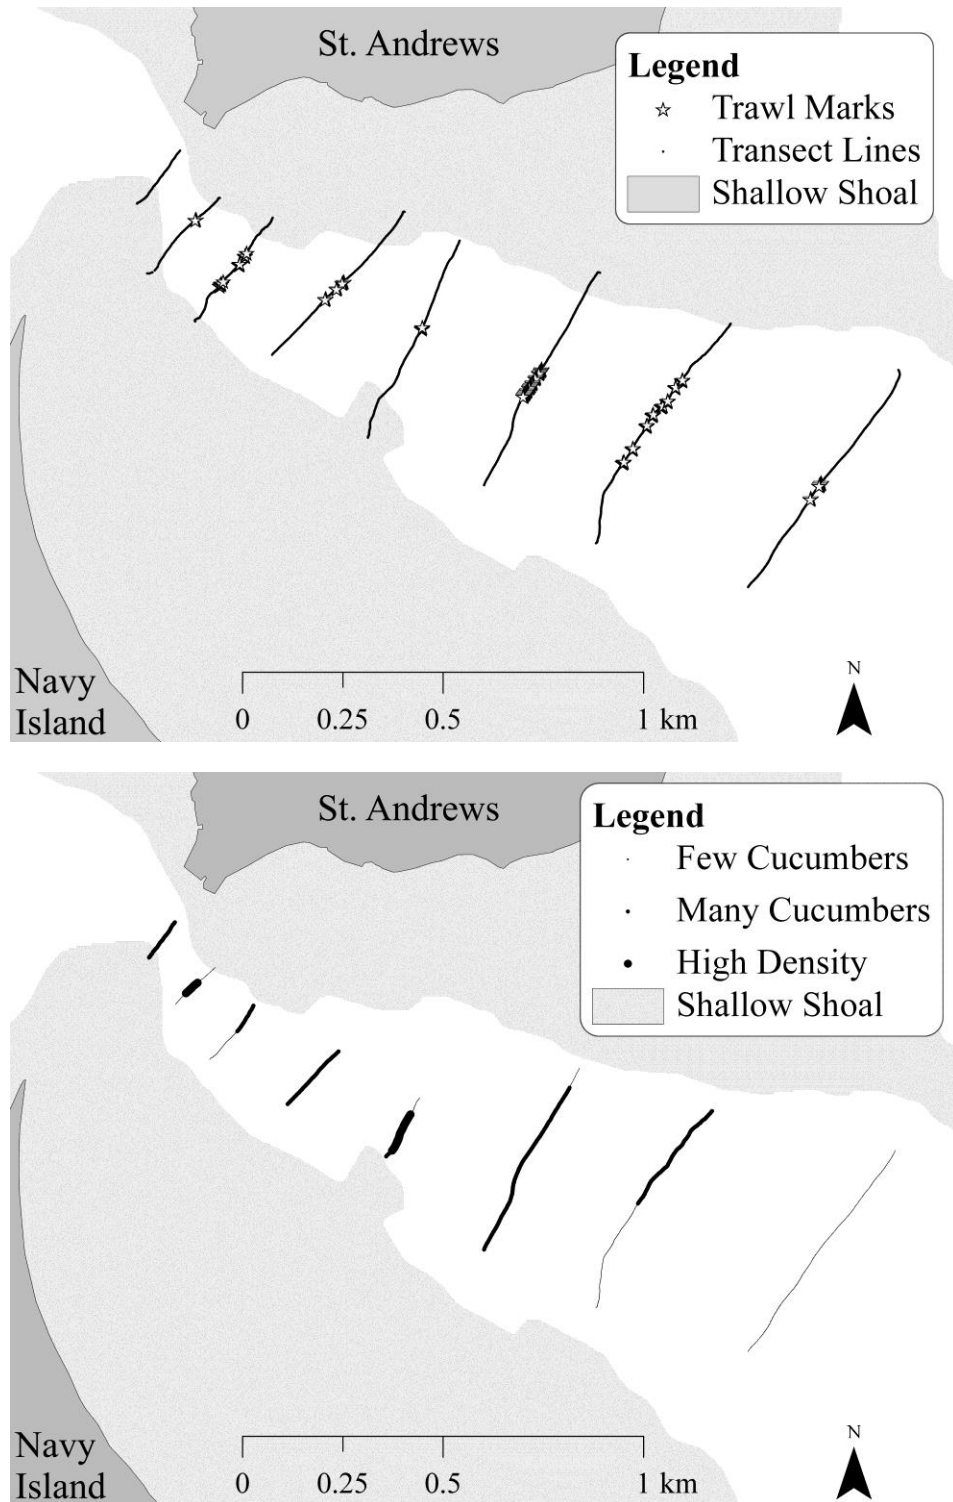 St. Andrews
Legend
Trawl Marks
Transect Lines
Shallow Shoal
Navy
Island
0 0.25 0.5 1 km
N
St. Andrews
Legend
Few Cucumbers
Many Cucumbers
High Density
Shallow Shoal
Navy
Island
0 0.25 0.5 1 km
N